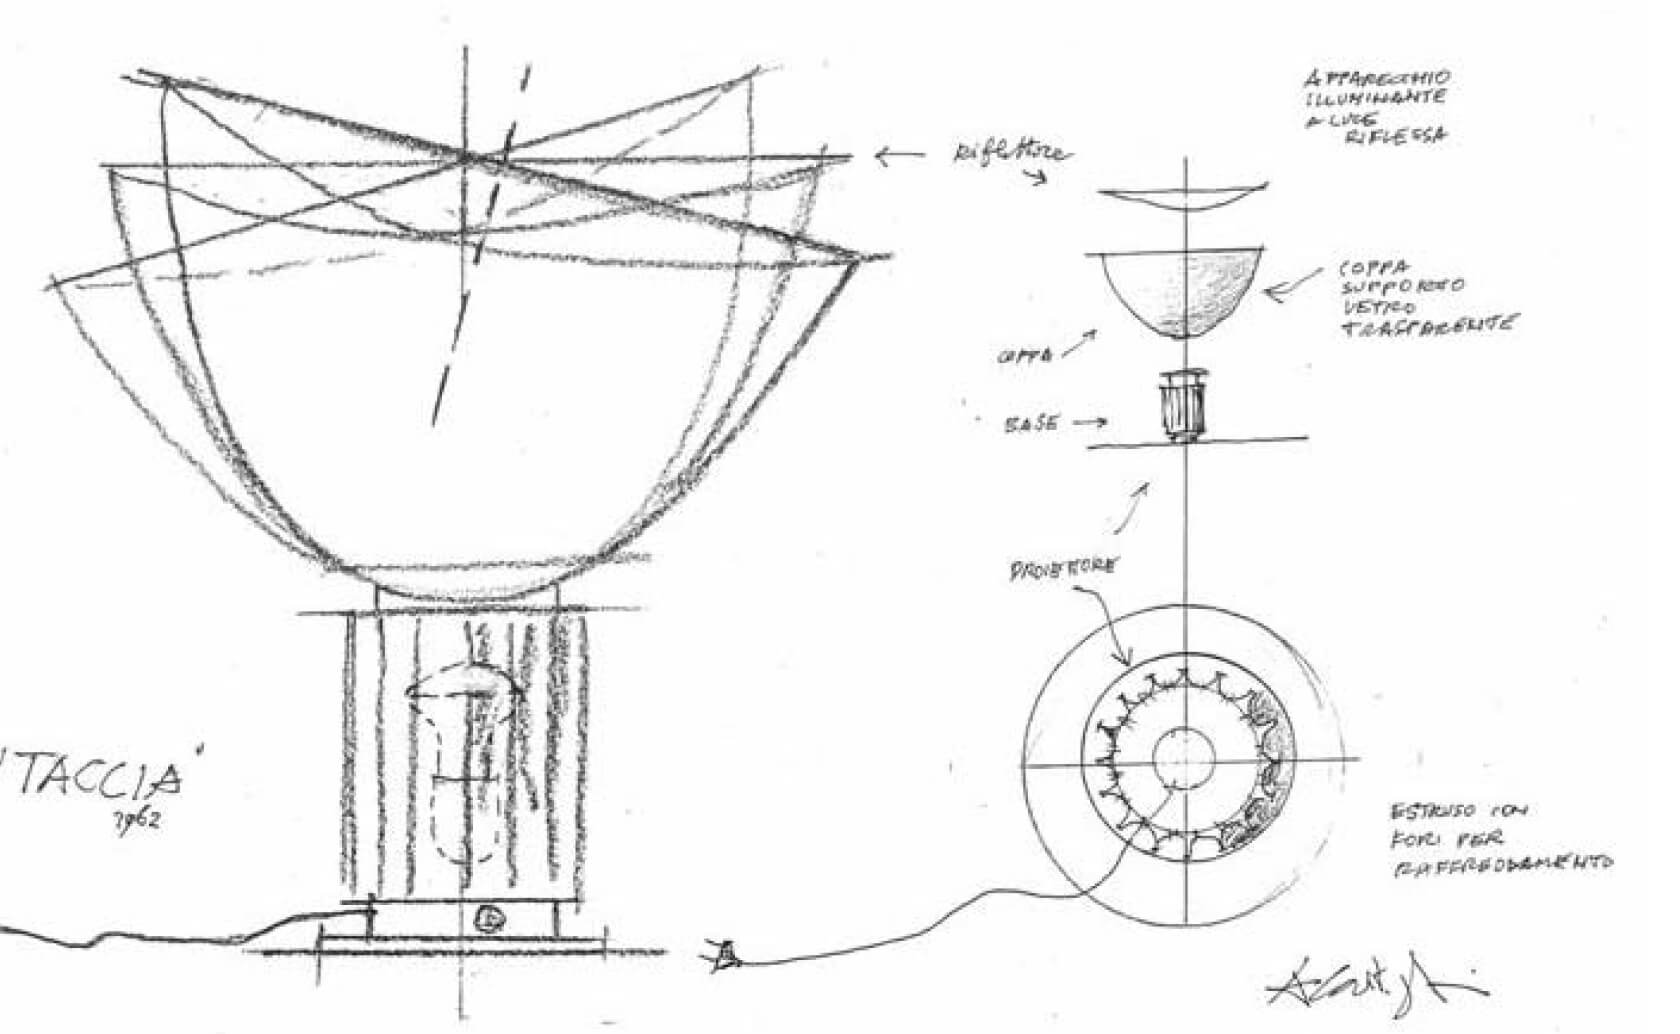 APPARECCHIO
ILLUMINANTE
A LUCE
RIFLESSA
Riflettore
COPPA
SUPPORTO
VETRO
TRASPARENTE
COPPA
BASE
PROIETTORE
"TACCIA"
1962
ESTRUSO CON
FORI PER
RAFFREDDAMENTO